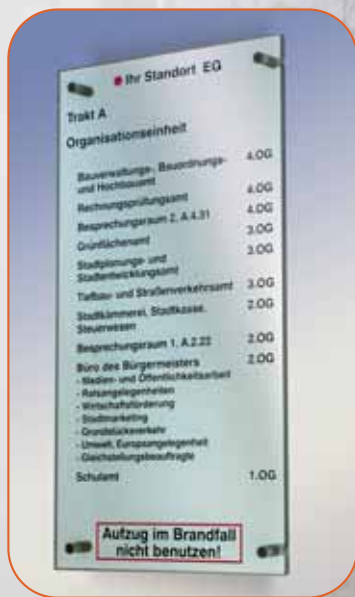 Ihr Standort EG
Trakt A
Organisationseinheit
Bauverwaltungs-, Bauordnungs-
und Hochbauamt 4.OG
Rechnungsprüfungsamt 4.OG
Besprechungsraum 2, A.4.31 4.OG
Grünflächenamt 3.OG
Stadtplanungs- und
Stadtentwicklungsamt 3.OG
Tiefbau- und Straßenverkehrsamt 3.OG
Stadtkämmerei, Stadtkasse,
Steuerwesen 2.OG
Besprechungsraum 1, A.2.22 2.OG
Büro des Bürgermeisters 2.OG
- Medien- und Öffentlichkeitsarbeit
- Ratsangelegenheiten
- Wirtschaftsförderung
- Stadtmarketing
- Grundstücksverkehr
- Umwelt, Europaangelegenheit
- Gleichstellungsbeauftragte
Schulamt 1.OG
Aufzug im Brandfall
nicht benutzen!